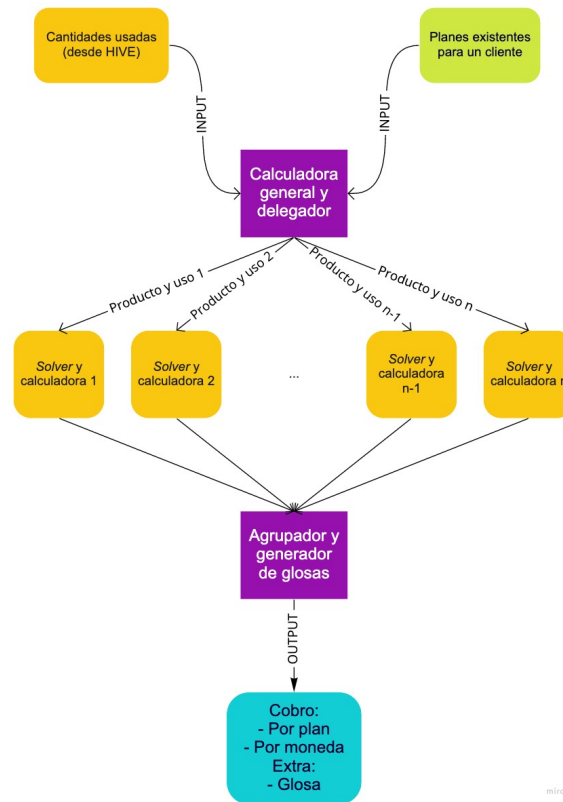 Cantidades usadas
(desde HIVE)
Planes existentes
para un cliente
INPUT
INPUT
Calculadora
general y
delegador
Producto y uso 1
Producto y uso 2
Producto y uso n-1
Producto y uso n
Solver y
calculadora 1
Solver y
calculadora 2
...
Solver y
calculadora
n-1
Solver y
calculadora n
Agrupador y
generador
de glosas
OUTPUT
Cobro:
- Por plan
- Por moneda
Extra:
- Glosa